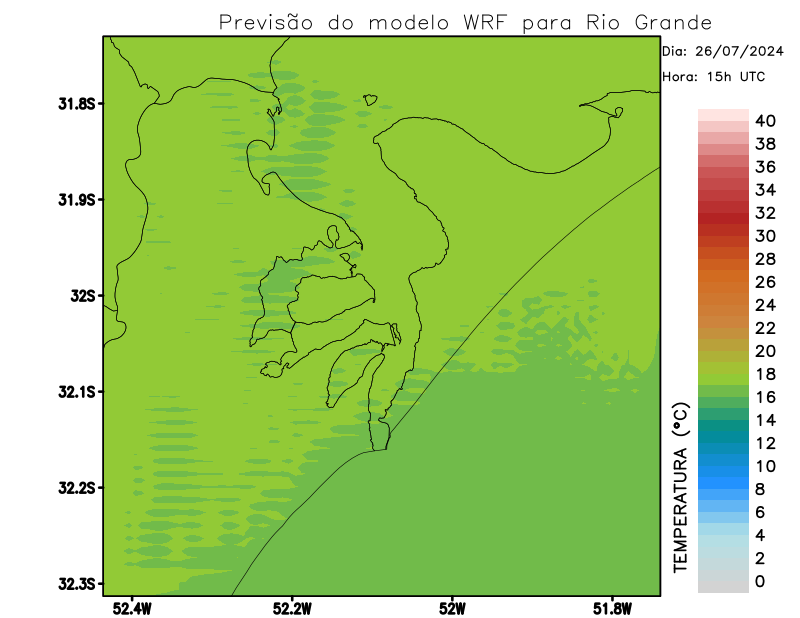 Previsão do modelo WRF para Rio Grande
Dia: 26/07/2024
Hora: 15h UTC
31.8S
31.9S
32S
32.1S
32.2S
32.3S
52.4W
52.2W
52W
51.8W
40
38
36
34
32
30
28
26
24
22
20
18
16
14
12
10
8
6
4
2
0
TEMPERATURA (°C)